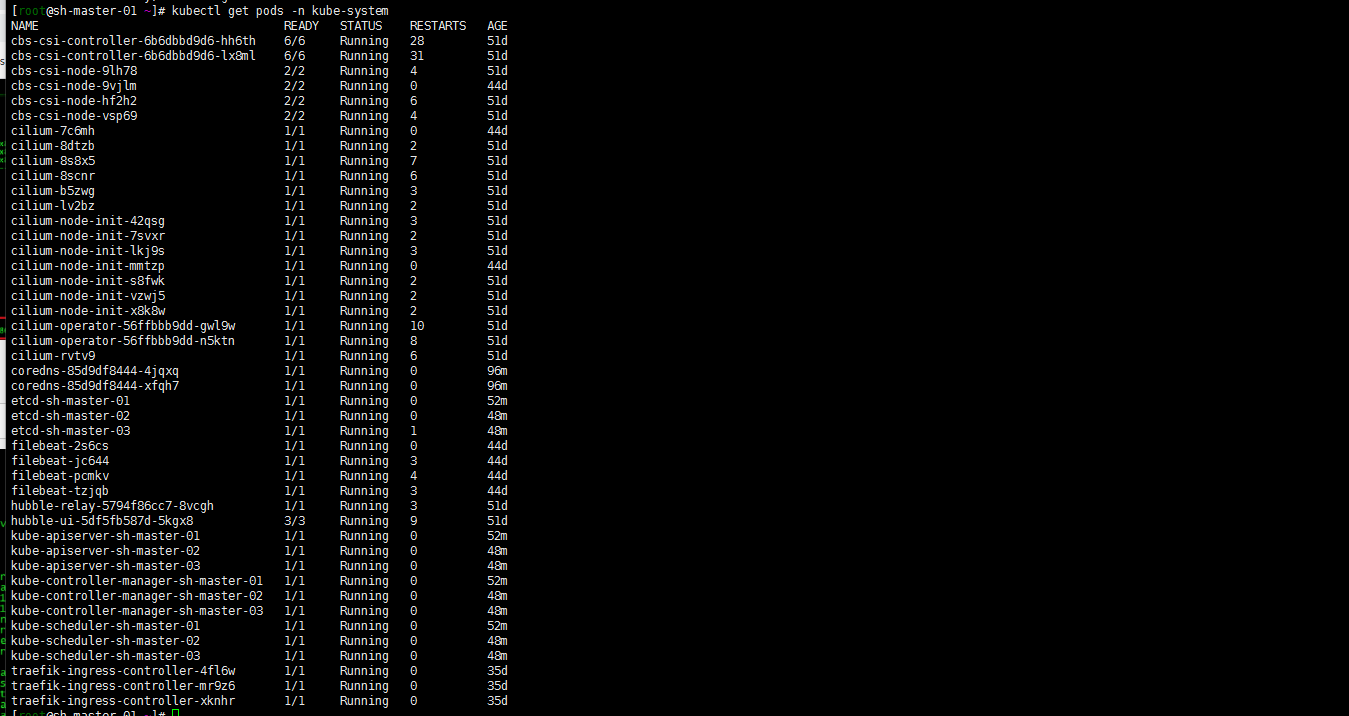 [root@sh-master-01 ~]# kubectl get pods -n kube-system
NAME READY STATUS RESTARTS AGE
cbs-csi-controller-6b6dbbd9d6-hh6th 6/6 Running 28 51d
cbs-csi-controller-6b6dbbd9d6-lx8ml 6/6 Running 31 51d
cbs-csi-node-9lh78 2/2 Running 4 51d
cbs-csi-node-9vjlm 2/2 Running 0 44d
cbs-csi-node-hf2h2 2/2 Running 6 51d
cbs-csi-node-vsp69 2/2 Running 4 51d
cilium-7c6mh 1/1 Running 0 44d
cilium-8dtzb 1/1 Running 2 51d
cilium-8s8x5 1/1 Running 7 51d
cilium-8scnr 1/1 Running 6 51d
cilium-b5zwg 1/1 Running 3 51d
cilium-lv2bz 1/1 Running 2 51d
cilium-node-init-42qsg 1/1 Running 3 51d
cilium-node-init-7svxr 1/1 Running 2 51d
cilium-node-init-lkj9s 1/1 Running 3 51d
cilium-node-init-mmtzp 1/1 Running 0 44d
cilium-node-init-s8fwk 1/1 Running 2 51d
cilium-node-init-vzwj5 1/1 Running 2 51d
cilium-node-init-x8k8w 1/1 Running 2 51d
cilium-operator-56ffbbb9dd-gwl9w 1/1 Running 10 51d
cilium-operator-56ffbbb9dd-n5ktn 1/1 Running 8 51d
cilium-rvtv9 1/1 Running 6 51d
coredns-85d9df8444-4jqxq 1/1 Running 0 96m
coredns-85d9df8444-xfqh7 1/1 Running 0 96m
etcd-sh-master-01 1/1 Running 0 52m
etcd-sh-master-02 1/1 Running 0 48m
etcd-sh-master-03 1/1 Running 1 48m
filebeat-2s6cs 1/1 Running 0 44d
filebeat-jc644 1/1 Running 3 44d
filebeat-pcmkv 1/1 Running 4 44d
filebeat-tzjqb 1/1 Running 3 44d
hubble-relay-5794f86cc7-8vcgh 1/1 Running 3 51d
hubble-ui-5df5fb587d-5kgx8 3/3 Running 9 51d
kube-apiserver-sh-master-01 1/1 Running 0 52m
kube-apiserver-sh-master-02 1/1 Running 0 48m
kube-apiserver-sh-master-03 1/1 Running 0 48m
kube-controller-manager-sh-master-01 1/1 Running 0 52m
kube-controller-manager-sh-master-02 1/1 Running 0 48m
kube-controller-manager-sh-master-03 1/1 Running 0 48m
kube-scheduler-sh-master-01 1/1 Running 0 52m
kube-scheduler-sh-master-02 1/1 Running 0 48m
kube-scheduler-sh-master-03 1/1 Running 0 48m
traefik-ingress-controller-4fl6w 1/1 Running 0 35d
traefik-ingress-controller-mr9z6 1/1 Running 0 35d
traefik-ingress-controller-xknhr 1/1 Running 0 35d
[root@sh-master-01 ~]#